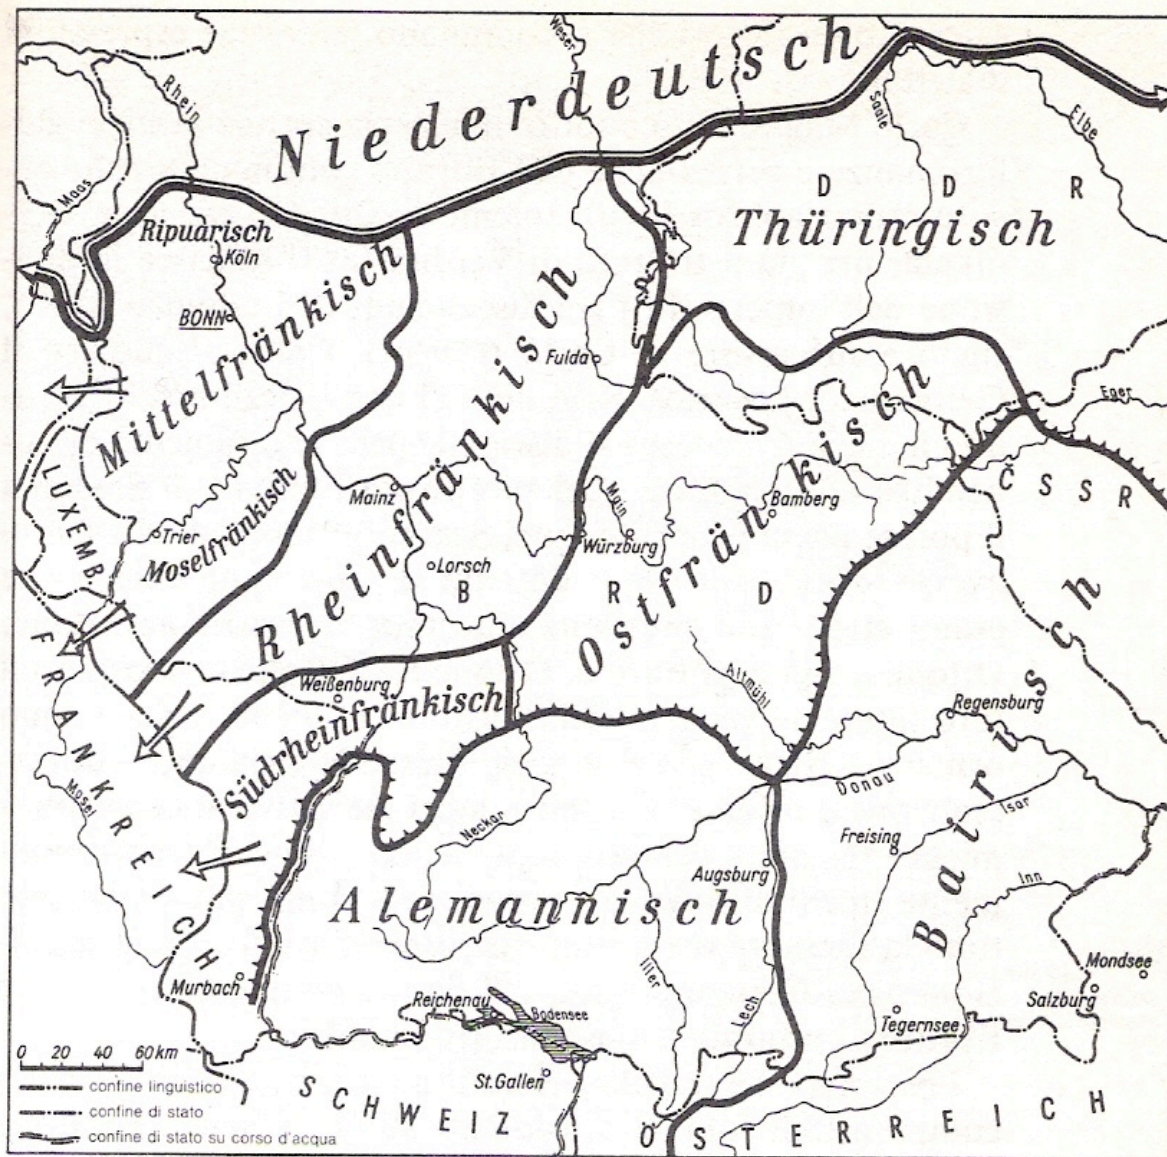 Niederdeutsch
Weser
Rhein
Saale
Elbe
Maas
D D R
Ripuarisch
Thüringisch
Köln
BONN
Mittelfränkisch
Fulda
Eger
LUXEMB.
Mainz
Main
Bamberg
ČSSR
Trier
Moselfränkisch
Rheinfränkisch
Würzburg
Lorsch
B R D
Ostfränkisch
FRANKREICH
Weißenburg
Altmühl
Regensburg
Südrheinfränkisch
Mosel
Donau
Isar
Neckar
Freising
Bairisch
Augsburg
Inn
Alemannisch
Iller
Lech
Murbach
Reichenau
Bodensee
Mondsee
Salzburg
Tegernsee
St. Gallen
SCHWEIZ
ÖSTERREICH
0 20 40 60 km
confine linguistico
confine di stato
confine di stato su corso d'acqua